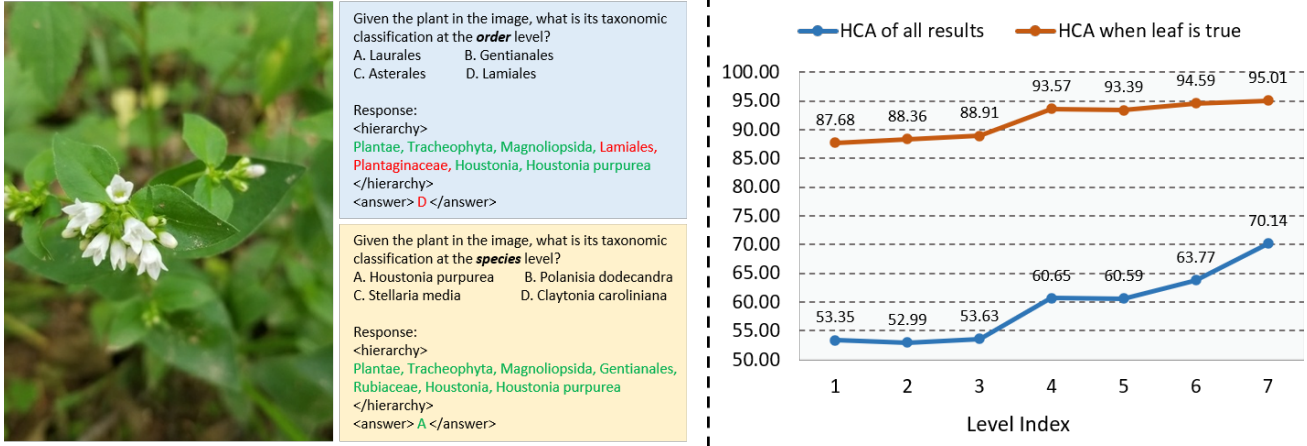 Given the plant in the image, what is its taxonomic
classification at the order level?
A. Laurales B. Gentianales
C. Asterales D. Lamiales
Response:
<hierarchy>
Plantae, Tracheophyta, Magnoliopsida, Lamiales,
Plantaginaceae, Houstonia, Houstonia purpurea
</hierarchy>
<answer> D </answer>
Given the plant in the image, what is its taxonomic
classification at the species level?
A. Houstonia purpurea B. Polanisia dodecandra
C. Stellaria media D. Claytonia caroliniana
Response:
<hierarchy>
Plantae, Tracheophyta, Magnoliopsida, Gentianales,
Rubiaceae, Houstonia, Houstonia purpurea
</hierarchy>
<answer> A </answer>
HCA of all results HCA when leaf is true
100.00
95.00
90.00
85.00
80.00
75.00
70.00
65.00
60.00
55.00
50.00
87.68 88.36 88.91 93.57 93.39 94.59 95.01
53.35 52.99 53.63 60.65 60.59 63.77 70.14
1 2 3 4 5 6 7
Level Index